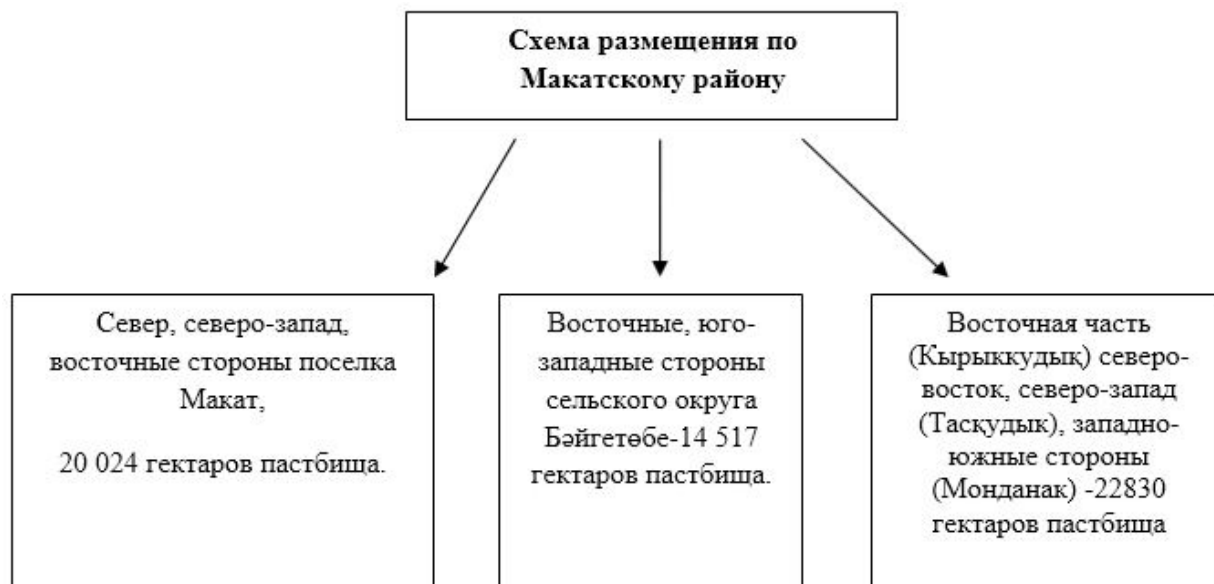 Схема размещения по
Макатскому району
Север, северо-запад,
восточные стороны поселка
Макат,
20 024 гектаров пастбища.
Восточные, юго-
западные стороны
сельского округа
Бәйгетөбе-14 517
гектаров пастбища.
Восточная часть
(Кырыккудық) северо-
восток, северо-запад
(Тасқудык), западно-
южные стороны
(Монданак) -22830
гектаров пастбища